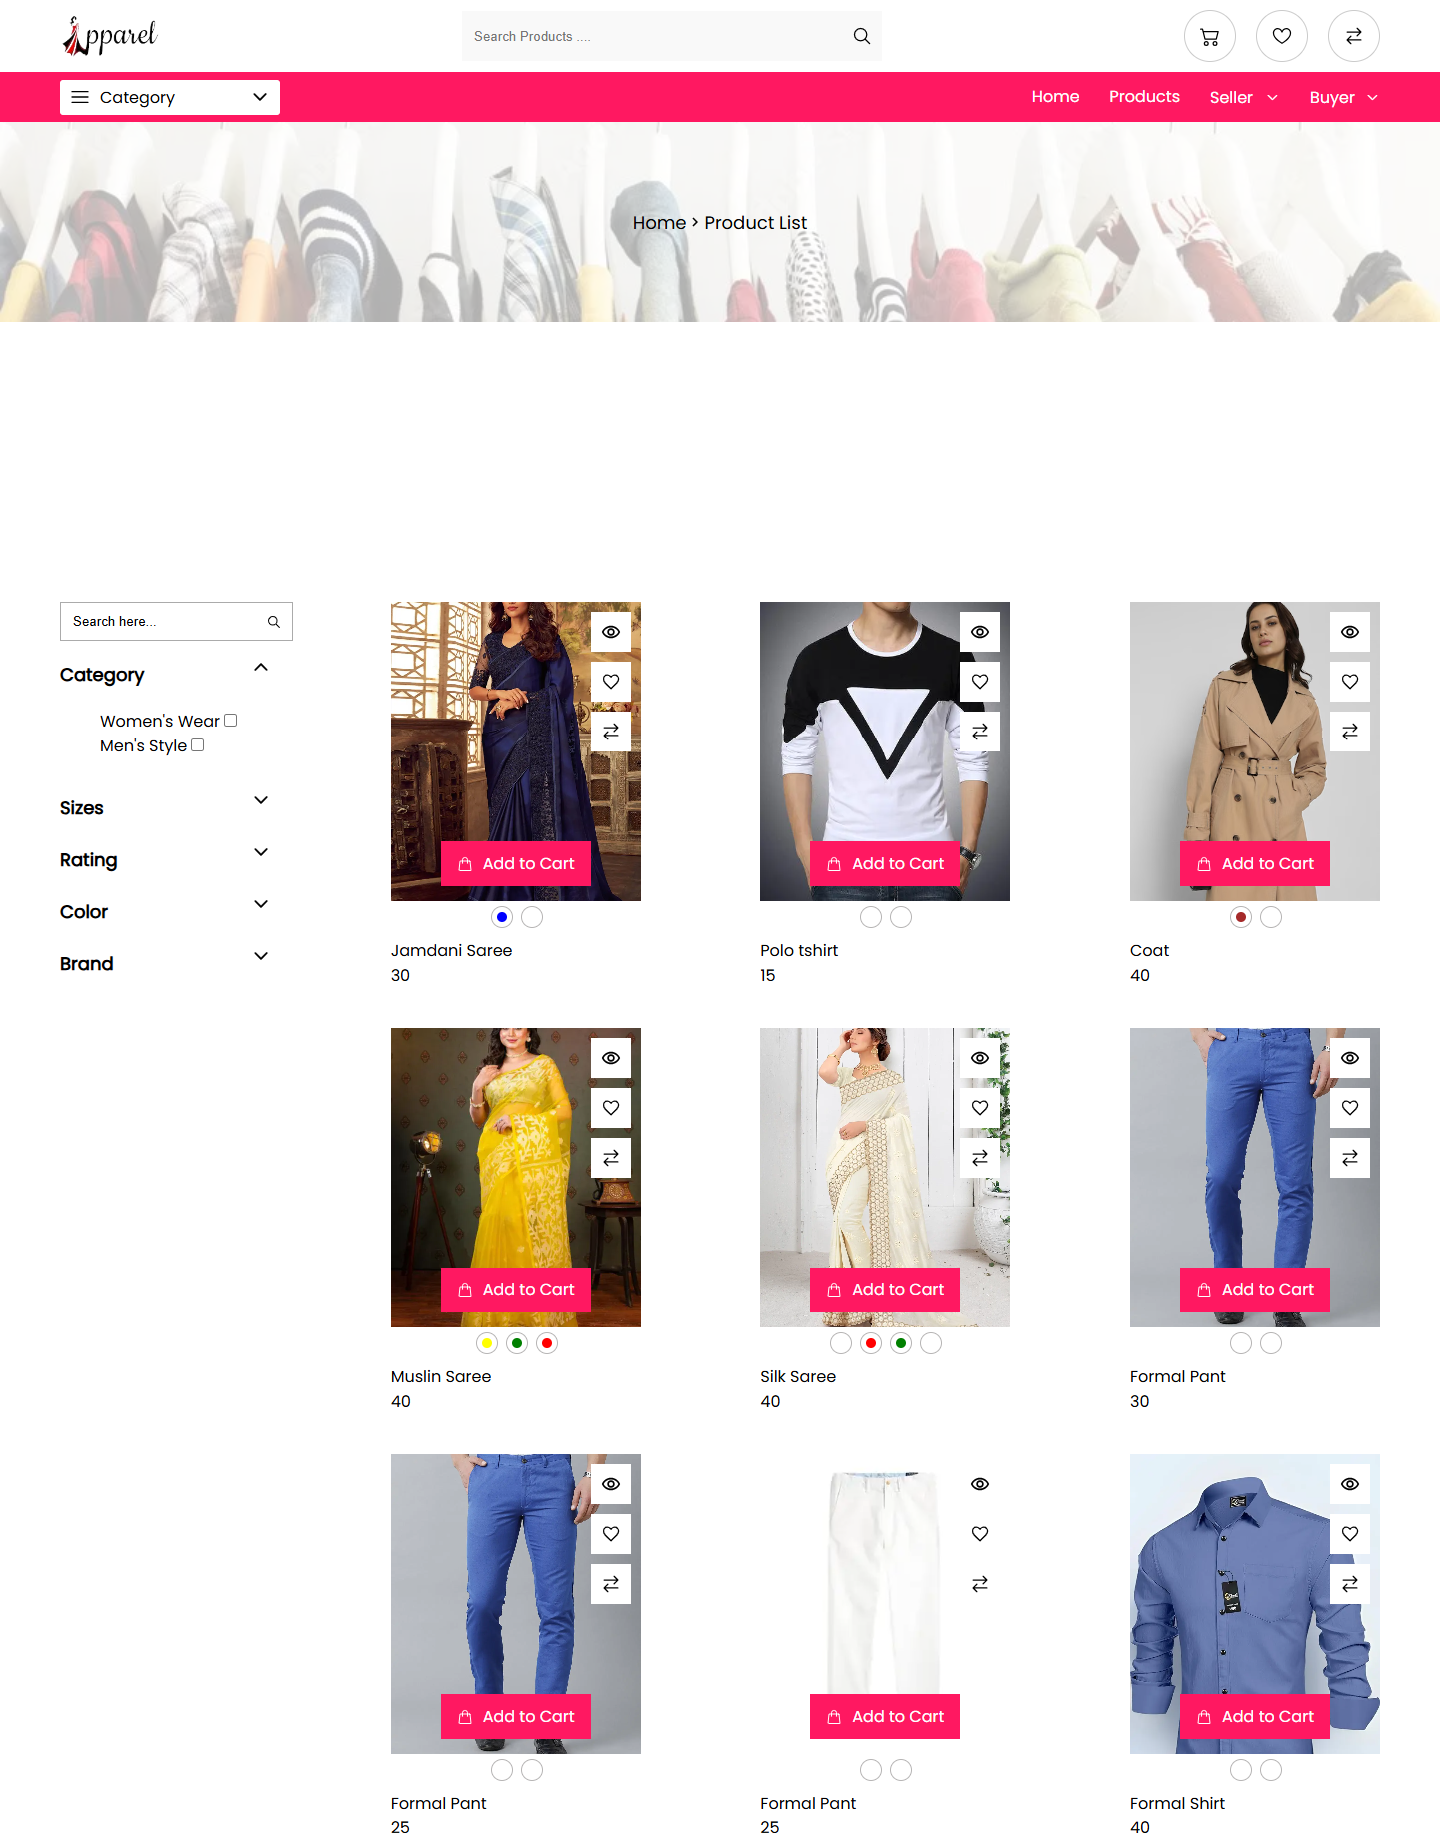 Apparel
Search Products ....
Category
Home
Products
Seller
Buyer
Home > Product List
Search here...
Category
Women's Wear
Men's Style
Sizes
Rating
Color
Brand
Add to Cart
Add to Cart
Add to Cart
Jamdani Saree
30
Polo tshirt
15
Coat
40
Add to Cart
Add to Cart
Add to Cart
Muslin Saree
40
Silk Saree
40
Formal Pant
30
Add to Cart
Add to Cart
Add to Cart
Formal Pant
25
Formal Pant
25
Formal Shirt
40